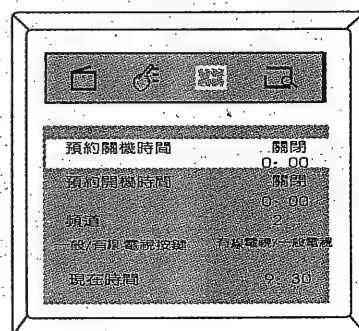 預約關機時間 關閉
0：00
預約開機時間 關閉
0：00
頻道 2
一般/有線電視按鍵 有線電視/一般電視
現在時間 9：30